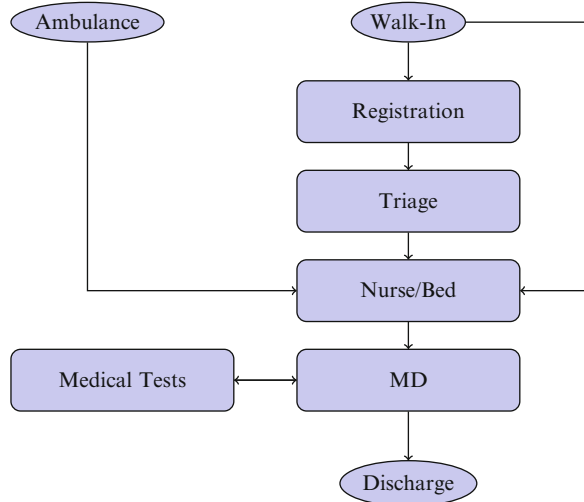 Ambulance
Walk-In
Registration
Triage
Nurse/Bed
Medical Tests
MD
Discharge